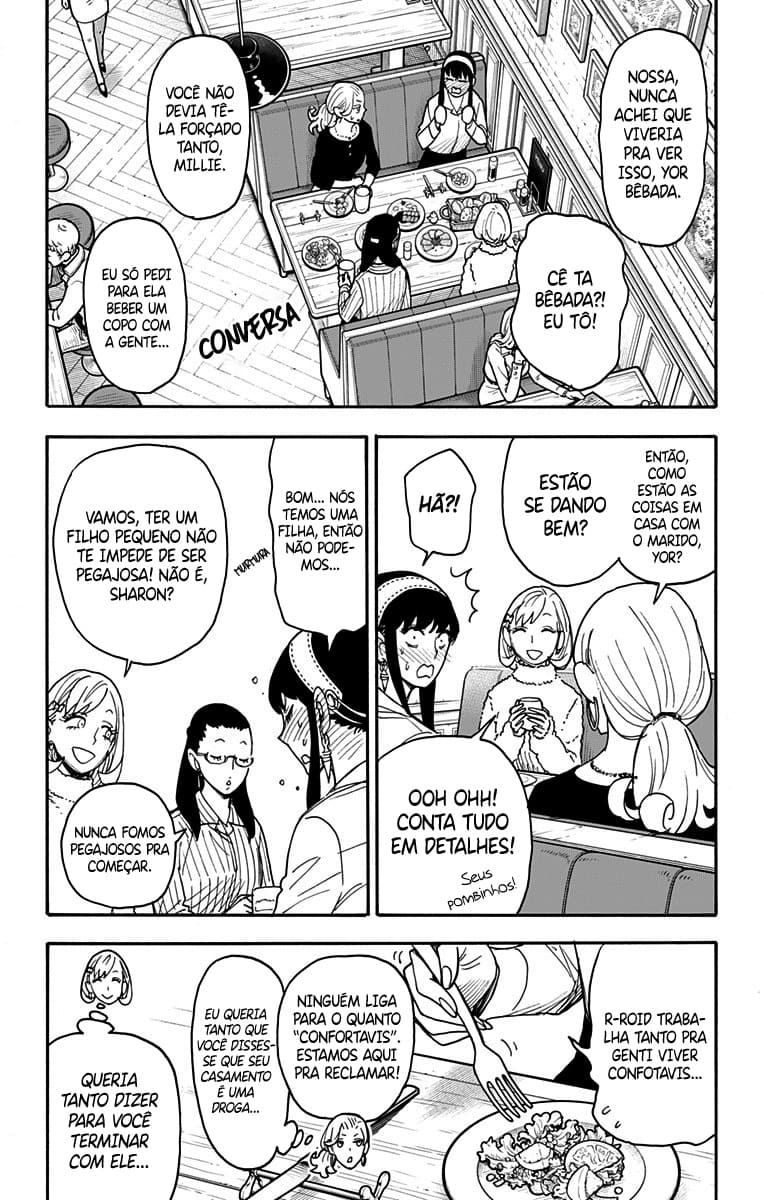 NOSSA,
NUNCA
ACHEI QUE
VIVERIA
PRA VER
ISSO, YOR
BÊBADA.
VOCÊ NÃO
DEVIA TÊ-
LA FORÇADO
TANTO,
MILLIE.
CÊ TA
BÊBADA?!
EU TÔ!
EU SÓ PEDI
PARA ELA
BEBER UM
COPO COM
A GENTE...
CONVERSA
ENTÃO,
COMO
ESTÃO AS
COISAS EM
CASA COM
O MARIDO,
YOR?
ESTÃO
SE DANDO
BEM?
HÃ?!
OOH OHH!
CONTA TUDO
EM DETALHES!
Seus
pombinhos!
BOM... NÓS
TEMOS UMA
FILHA, ENTÃO
NÃO PODE-
MOS...
MURMURA
VAMOS, TER UM
FILHO PEQUENO NÃO
TE IMPEDE DE SER
PEGAJOSA! NÃO É,
SHARON?
NUNCA FOMOS
PEGAJOSOS PRA
COMEÇAR.
R-ROID TRABA-
LHA TANTO PRA
GENTI VIVER
CONFOTAVIS...
NINGUÉM LIGA
PARA O QUANTO
“CONFORTAVIS”.
ESTAMOS AQUI
PRA RECLAMAR!
EU QUERIA
TANTO QUE
VOCÊ DISSES-
SE QUE SEU
CASAMENTO
É UMA
DROGA...
QUERIA
TANTO DIZER
PARA VOCÊ
TERMINAR
COM ELE...